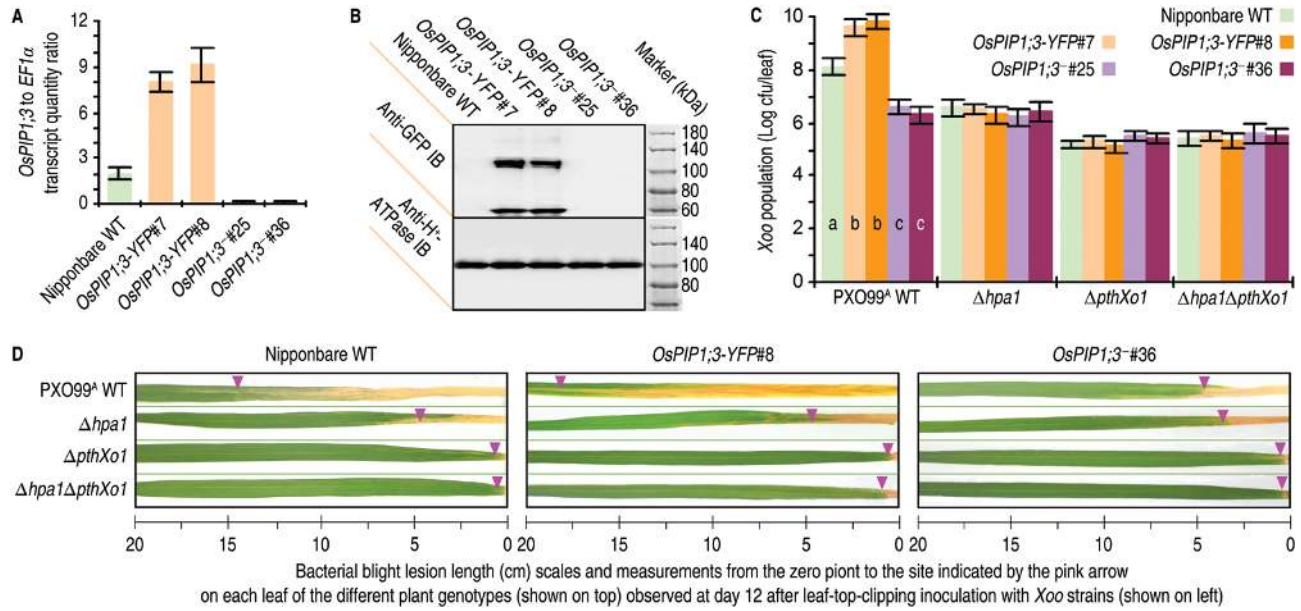 A
OsPIP1;3 to EF1α
transcript quantity ratio
12
9
6
3
0
Nipponbare WT
OsPIP1;3-YFP#7
OsPIP1;3-YFP#8
OsPIP1;3⁻#25
OsPIP1;3⁻#36
B
Nipponbare WT
OsPIP1;3-YFP#7
OsPIP1;3-YFP#8
OsPIP1;3⁻#25
OsPIP1;3⁻#36
Marker (kDa)
Anti-GFP IB
Anti-H⁺-
ATPase IB
180
140
100
80
60
140
100
80
C
Xoo population (Log cfu/leaf)
10
8
6
4
2
0
Nipponbare WT
OsPIP1;3-YFP#7
OsPIP1;3-YFP#8
OsPIP1;3⁻#25
OsPIP1;3⁻#36
a b b c c
PXO99ᴬ WT
Δhpa1
ΔpthXo1
Δhpa1ΔpthXo1
D
Nipponbare WT
OsPIP1;3-YFP#8
OsPIP1;3⁻#36
PXO99ᴬ WT
Δhpa1
ΔpthXo1
Δhpa1ΔpthXo1
20 15 10 5 0
20 15 10 5 0
20 15 10 5 0
Bacterial blight lesion length (cm) scales and measurements from the zero piont to the site indicated by the pink arrow
on each leaf of the different plant genotypes (shown on top) observed at day 12 after leaf-top-clipping inoculation with Xoo strains (shown on left)